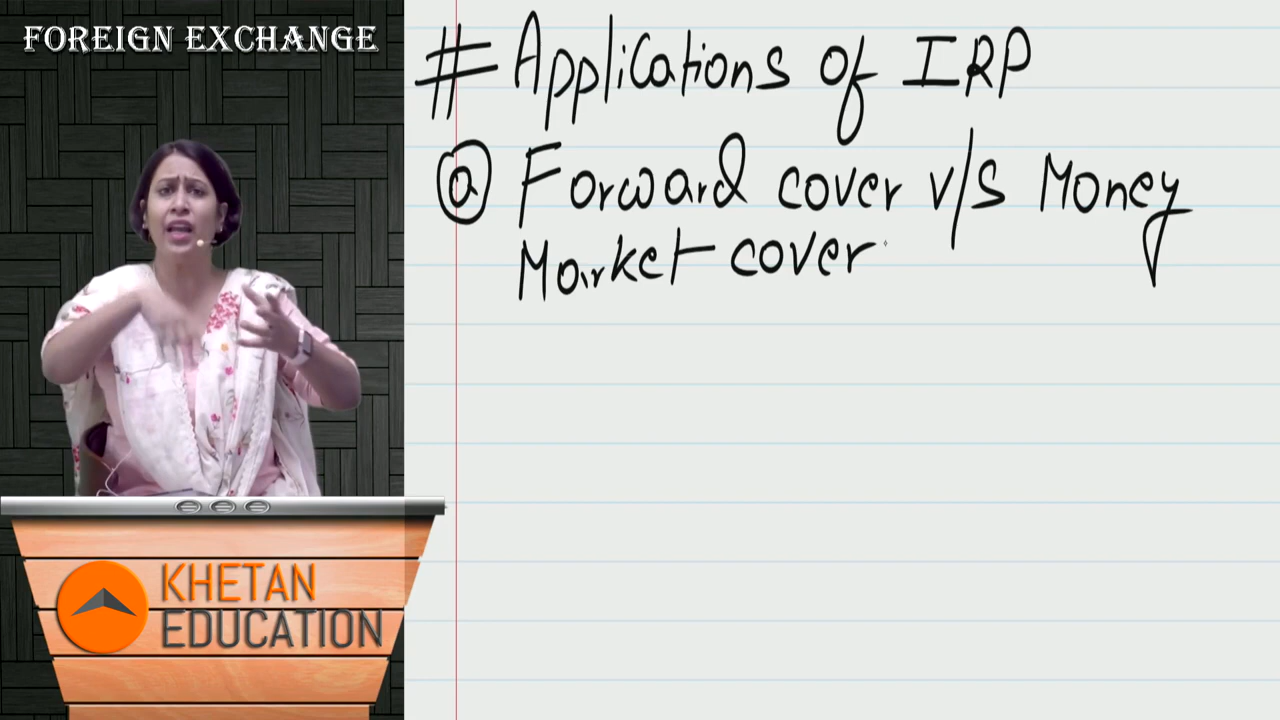 FOREIGN EXCHANGE
# Applications of IRP
(a) Forward cover v/s Money
Market cover
KHETAN
EDUCATION